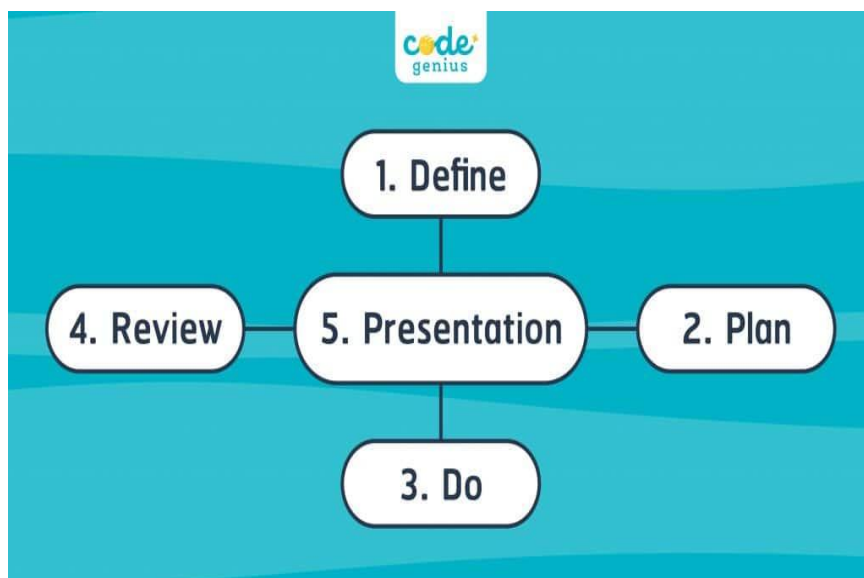 code
genius
1. Define
4. Review
5. Presentation
2. Plan
3. Do